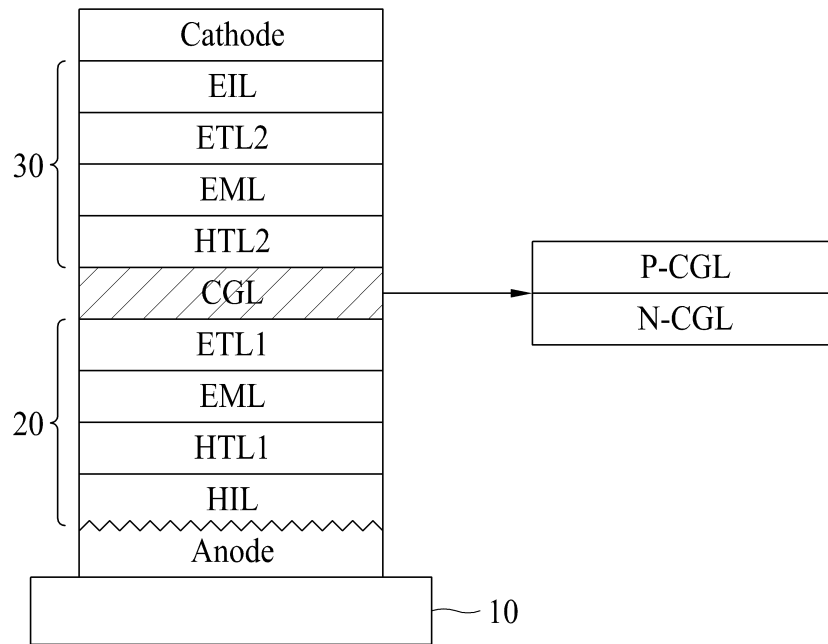 Cathode
EIL
ETL2
30
EML
HTL2
P-CGL
CGL
N-CGL
ETL1
EML
20
HTL1
HIL
Anode
10